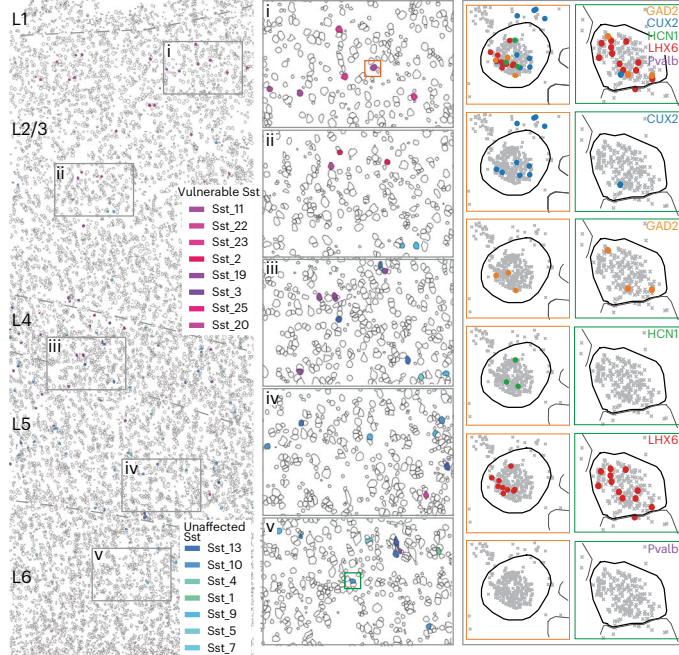 L1
i
L2/3
ii
Vulnerable Sst
Sst_11
Sst_22
Sst_23
Sst_2
Sst_19
Sst_3
Sst_25
Sst_20
L4
iii
L5
iv
Unaffected
Sst
Sst_13
Sst_10
Sst_4
Sst_1
Sst_9
Sst_5
Sst_7
v
L6
i
ii
iii
iv
v
GAD2
CUX2
HCN1
LHX6
Pvalb
CUX2
GAD2
HCN1
LHX6
Pvalb